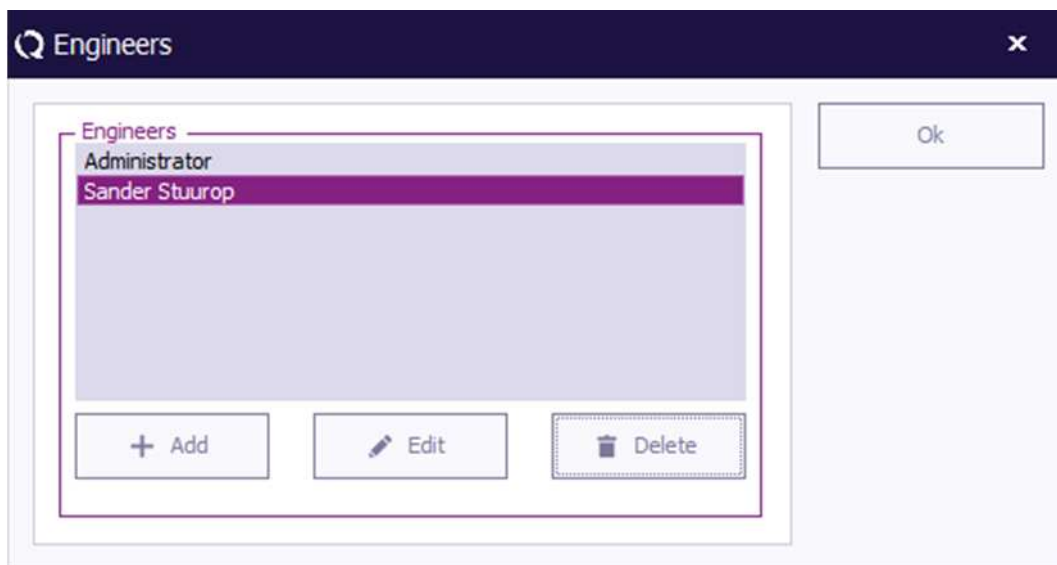 Engineers
Engineers
Administrator
Sander Stuurop
Add
Edit
Delete
Ok